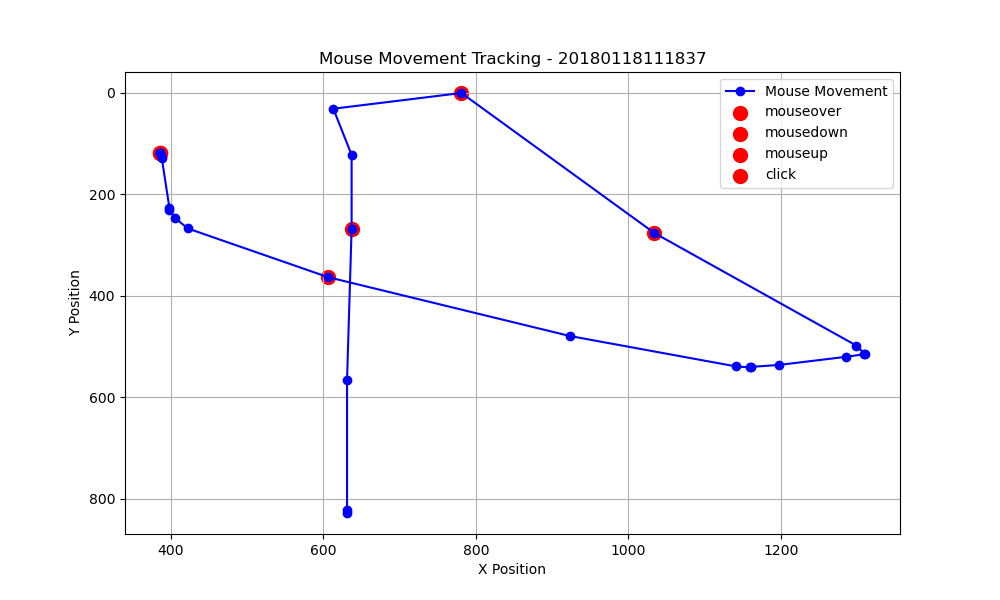 Mouse Movement Tracking - 20180118111837
Mouse Movement
mouseover
mousedown
mouseup
click
Y Position
0
200
400
600
800
400 600 800 1000 1200
X Position